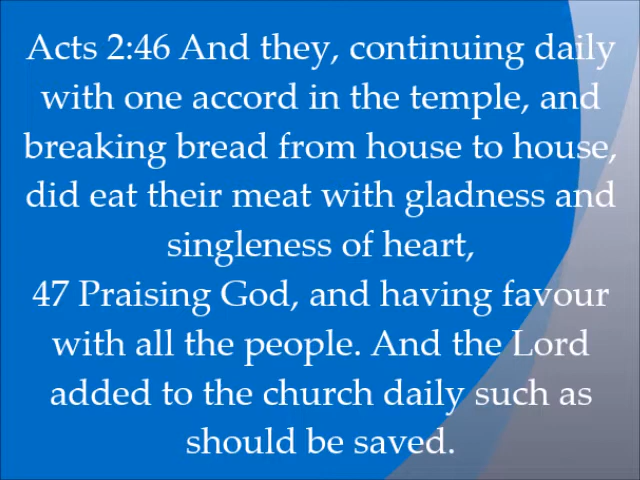 Acts 2:46 And they, continuing daily
with one accord in the temple, and
breaking bread from house to house,
did eat their meat with gladness and
singleness of heart,
47 Praising God, and having favour
with all the people. And the Lord
added to the church daily such as
should be saved.